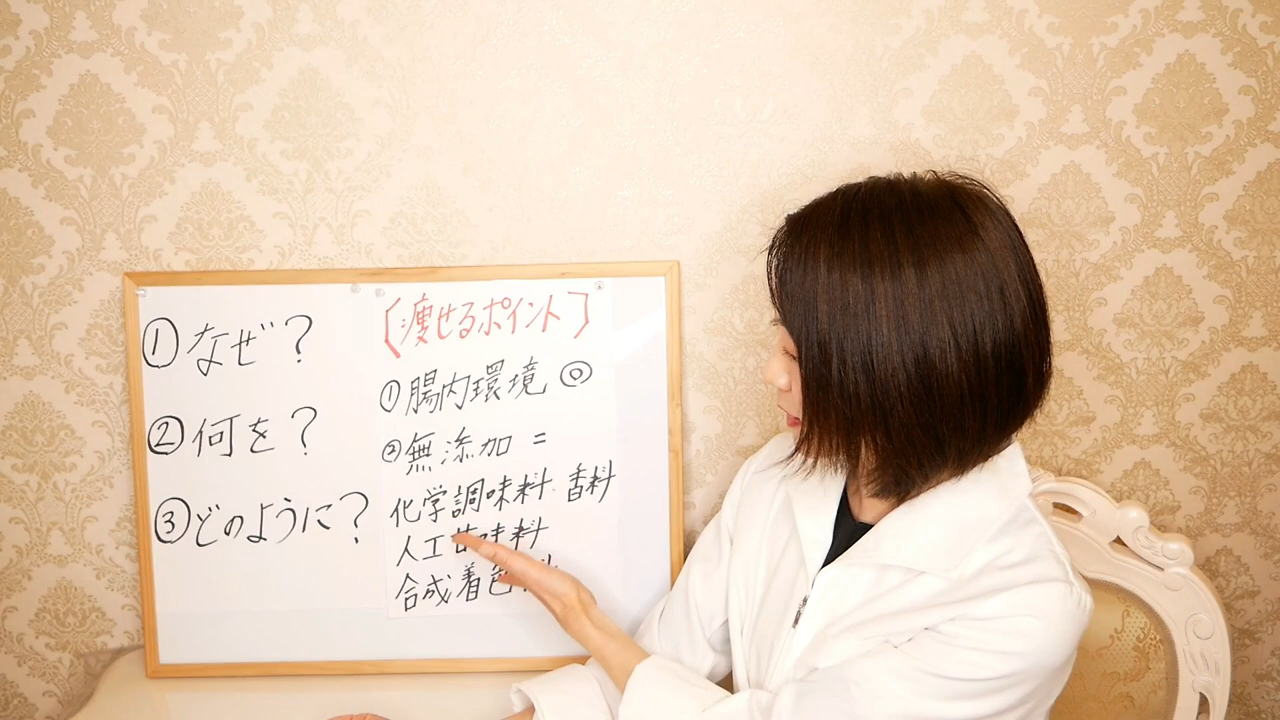 ①なぜ?
②何を?
③どのように?
[痩せるポイント]
①腸内環境 ◎
②無添加 =
化学調味料 香料
人工甘味料
合成着色